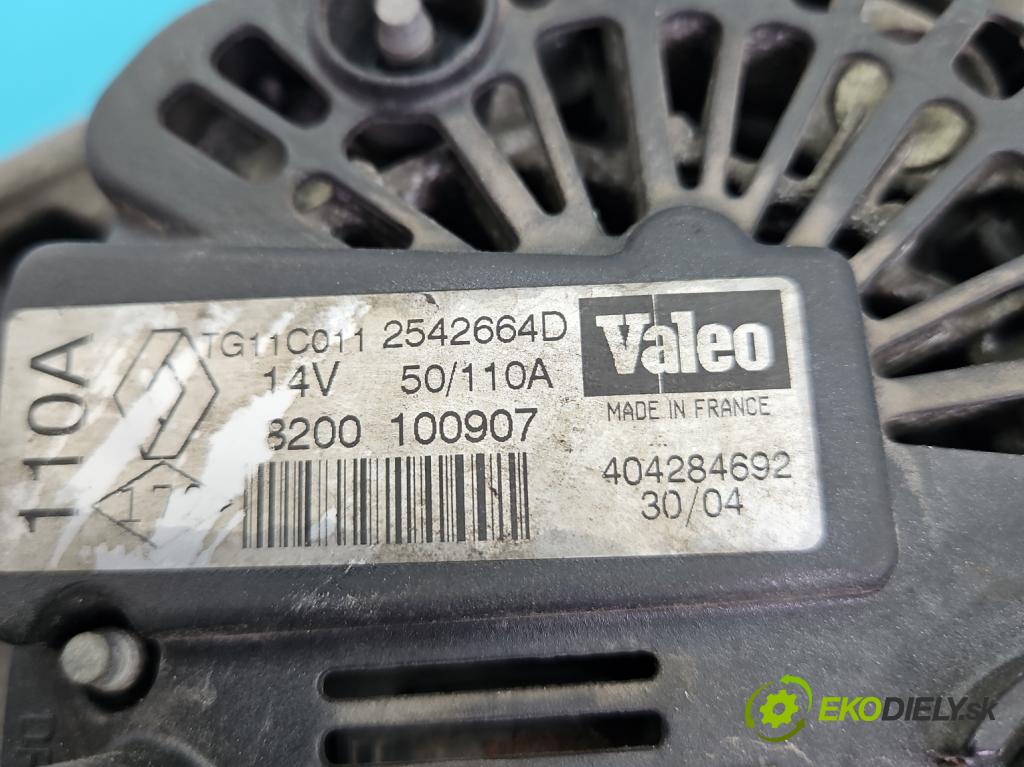 110A
TG11C011 2542664D
14V 50/110A
8200 100907
Valeo
MADE IN FRANCE
404284692
30/04
EKODIELY.sk